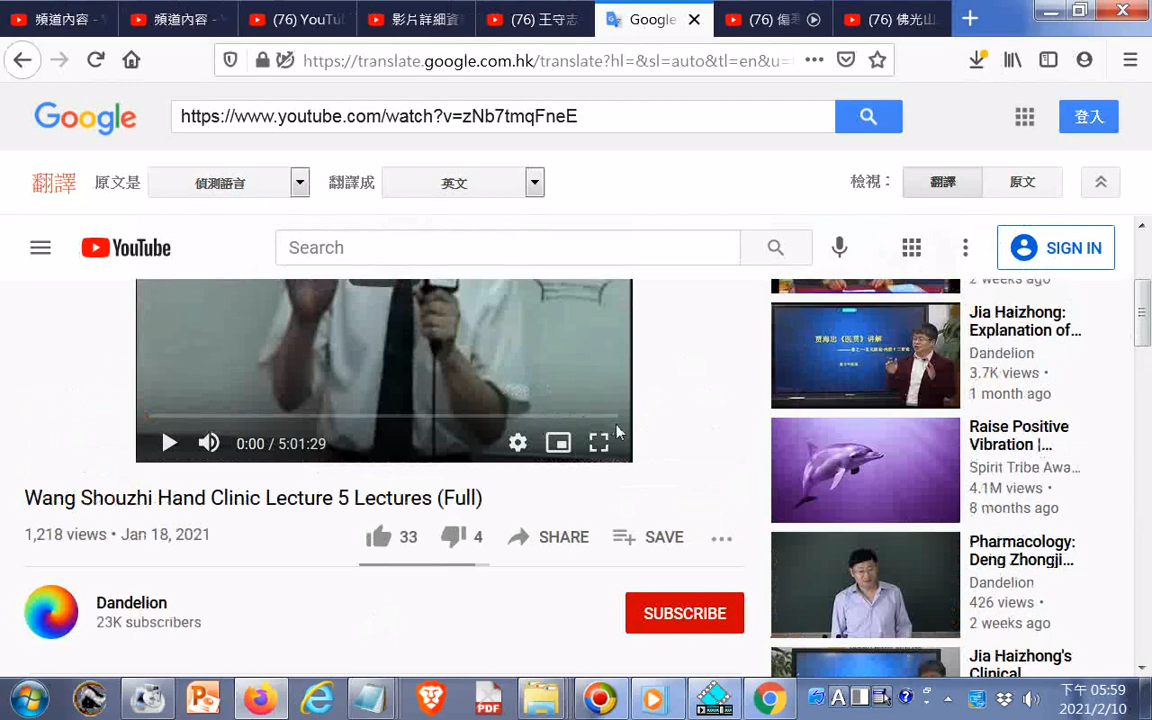 頻道內容 -
頻道內容 -
(76) YouTu
影片詳細資
(76) 王守志
Google
(76) 傷寒
(76) 佛光山
https://translate.google.com.hk/translate?hl=&sl=auto&tl=en&u=
Google
https://www.youtube.com/watch?v=zNb7tmqFneE
登入
翻譯
原文是
偵測語言
翻譯成
英文
檢視：
翻譯
原文
YouTube
Search
SIGN IN
2 weeks ago
Jia Haizhong:
Explanation of...
Dandelion
3.7K views •
1 month ago
Raise Positive
Vibration |...
Spirit Tribe Awa...
4.1M views •
8 months ago
0:00 / 5:01:29
Wang Shouzhi Hand Clinic Lecture 5 Lectures (Full)
1,218 views • Jan 18, 2021
33
4
SHARE
SAVE
Pharmacology:
Deng Zhongji...
Dandelion
426 views •
2 weeks ago
Dandelion
23K subscribers
SUBSCRIBE
Jia Haizhong's
Clinical
PDF
A
下午 05:59
2021/2/10